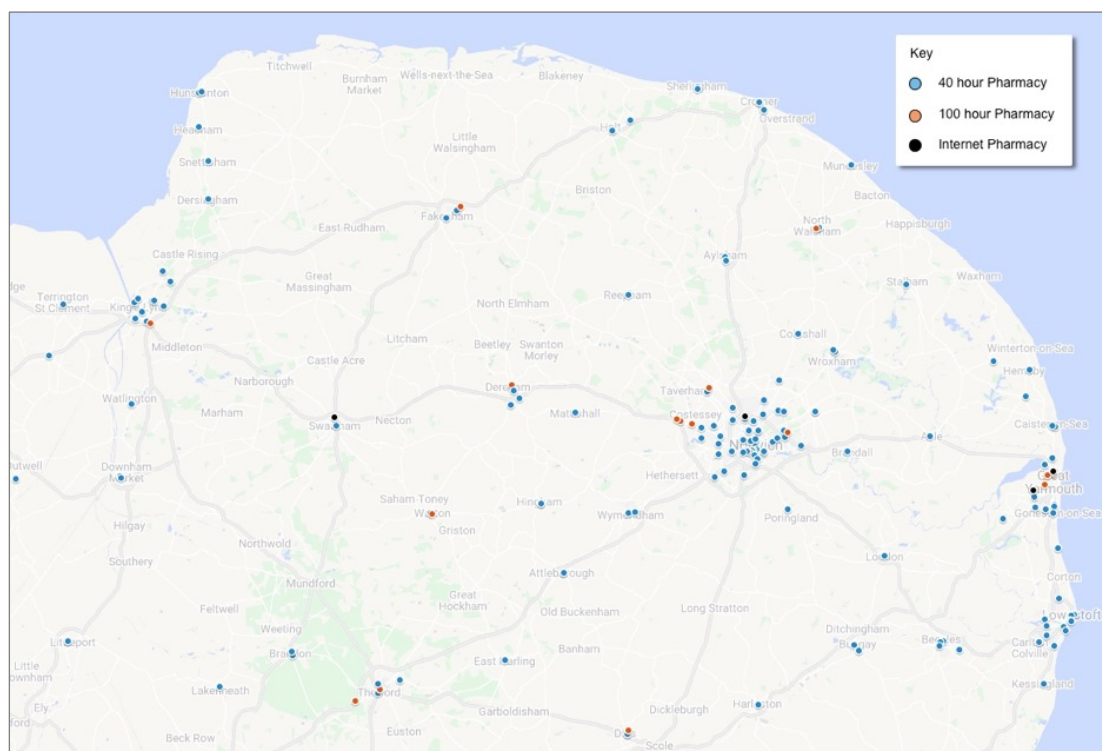 Key
40 hour Pharmacy
100 hour Pharmacy
Internet Pharmacy
Titchwell
Wells-next-the-Sea
Blakeney
Burnham
Market
Sheringham
Cromer
Overstrand
Hunstanton
Heacham
Holt
Little
Walsingham
Snettisham
Mundesley
Briston
Bacton
Dersingham
Fakenham
North
Walsham
Happisburgh
East Rudham
Castle Rising
Aylsham
Great
Massingham
Waxham
Stalham
Terrington
St Clement
North Elmham
Reepham
Coltishall
Middleton
Litcham
Beetley
Swanton
Morley
Wroxham
Winterton-on-Sea
Castle Acre
Hemsby
Narborough
Dereham
Taverham
Watlington
Marham
Necton
Mattishall
Costessey
Swaffham
Caister-on-Sea
Acle
Norwich
Brundall
Outwell
Downham
Market
Hethersett
Great
Yarmouth
Saham Toney
Watton
Hingham
Wymondham
Poringland
Gorleston-on-Sea
Hilgay
Griston
Northwold
Loddon
Southery
Mundford
Attleborough
Corton
Feltwell
Great
Hockham
Old Buckenham
Long Stratton
Lowestoft
Weeting
Ditchingham
Littleport
Beccles
Carlton
Colville
Banham
Bungay
Little
Brandon
East Harling
Lakenheath
Thetford
Kessingland
Ely
Garboldisham
Dickleburgh
Harleston
Beck Row
Euston
Diss
Scole